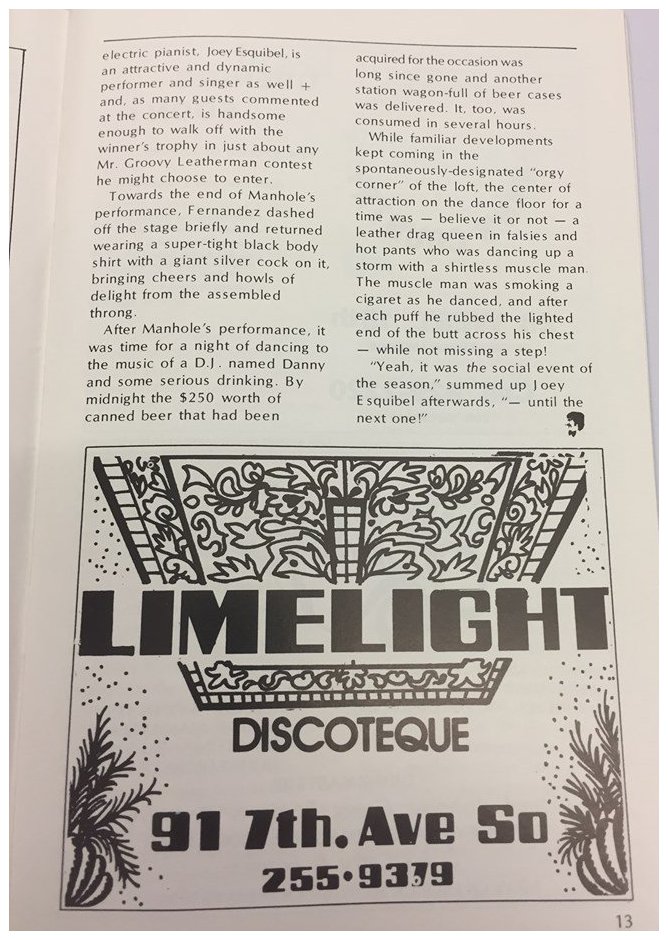 electric pianist, Joey Esquibel, is
an attractive and dynamic
performer and singer as well +
and, as many guests commented
at the concert, is handsome
enough to walk off with the
winner's trophy in just about any
Mr. Groovy Leatherman contest
he might choose to enter.
Towards the end of Manhole's
performance, Fernandez dashed
off the stage briefly and returned
wearing a super-tight black body
shirt with a giant silver cock on it,
bringing cheers and howls of
delight from the assembled
throng.
After Manhole's performance, it
was time for a night of dancing to
the music of a D.J. named Danny
and some serious drinking. By
midnight the $250 worth of
canned beer that had been
acquired for the occasion was
long since gone and another
station wagon-full of beer cases
was delivered. It, too, was
consumed in several hours.
While familiar developments
kept coming in the
spontaneously-designated "orgy
corner" of the loft, the center of
attraction on the dance floor for a
time was — believe it or not — a
leather drag queen in falsies and
hot pants who was dancing up a
storm with a shirtless muscle man.
The muscle man was smoking a
cigaret as he danced, and after
each puff he rubbed the lighted
end of the butt across his chest
— while not missing a step!
"Yeah, it was the social event of
the season," summed up Joey
Esquibel afterwards, "— until the
next one!"
LIMELIGHT
DISCOTEQUE
91 7th. Ave So
255·9379
13